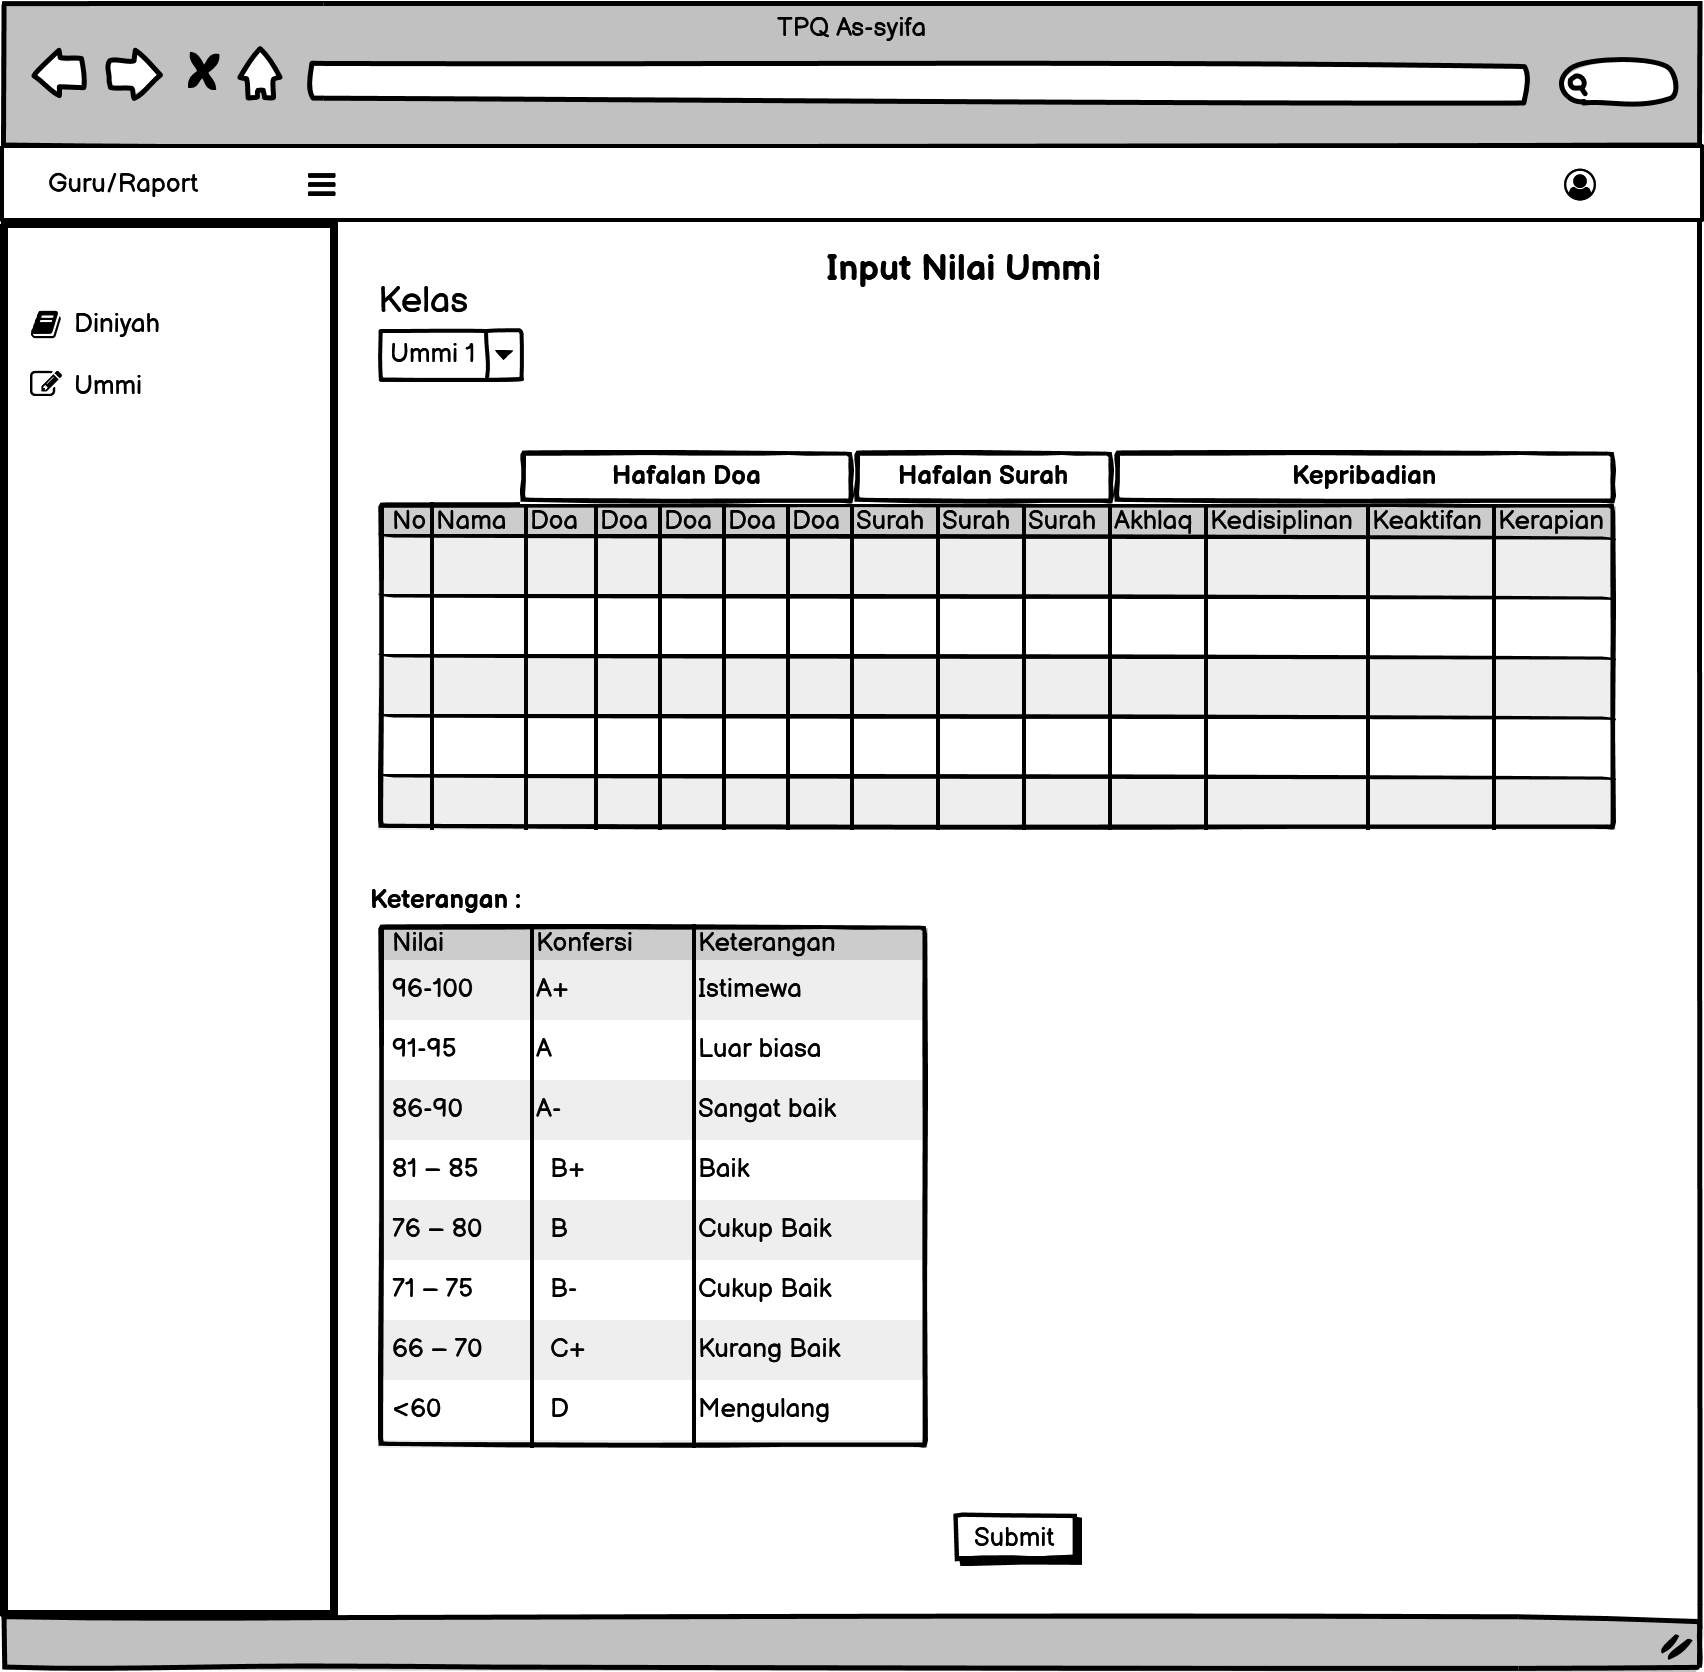 TPQ As-syifa
Guru/Raport
Diniyah
Ummi
Input Nilai Ummi
Kelas
Ummi 1
Hafalan Doa Hafalan Surah Kepribadian
No Nama Doa Doa Doa Doa Doa Surah Surah Surah Akhlaq Kedisiplinan Keaktifan Kerapian
Keterangan :
Nilai Konfersi Keterangan
96-100 A+ Istimewa
91-95 A Luar biasa
86-90 A- Sangat baik
81 – 85 B+ Baik
76 – 80 B Cukup Baik
71 – 75 B- Cukup Baik
66 – 70 C+ Kurang Baik
<60 D Mengulang
Submit